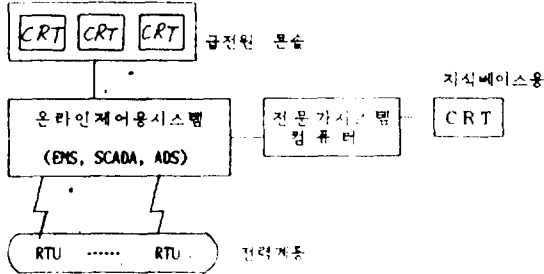 CRT CRT CRT
급전원 콘솔
지식베이스용
온라인제어용시스템
(EMS, SCADA, ADS)
전문가시스템
컴퓨터
CRT
RTU ...... RTU
전력계통